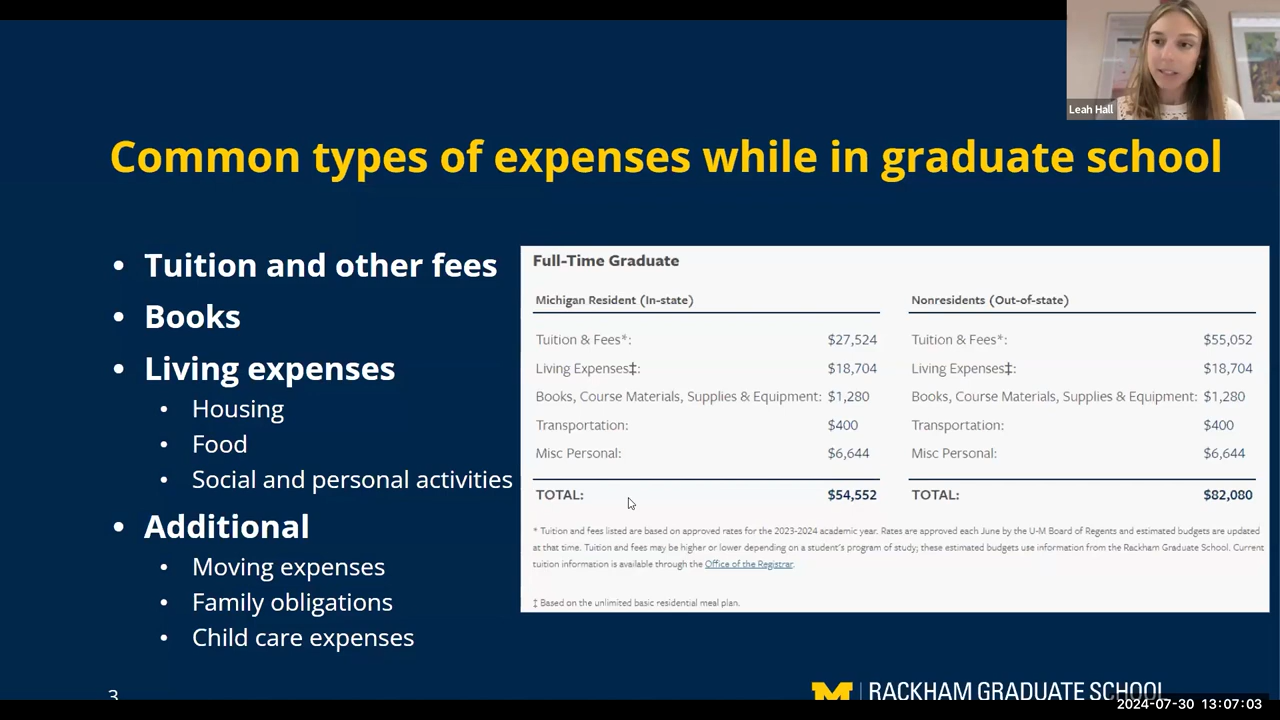 Leah Hall
Common types of expenses while in graduate school
• Tuition and other fees
• Books
• Living expenses
• Housing
• Food
• Social and personal activities
• Additional
• Moving expenses
• Family obligations
• Child care expenses
Full-Time Graduate
Michigan Resident (In-state)
Tuition & Fees*: $27,524
Living Expenses‡: $18,704
Books, Course Materials, Supplies & Equipment: $1,280
Transportation: $400
Misc Personal: $6,644
TOTAL: $54,552
Nonresidents (Out-of-state)
Tuition & Fees*: $55,052
Living Expenses‡: $18,704
Books, Course Materials, Supplies & Equipment: $1,280
Transportation: $400
Misc Personal: $6,644
TOTAL: $82,080
* Tuition and fees listed are based on approved rates for the 2023-2024 academic year. Rates are approved each June by the U-M Board of Regents and estimated budgets are updated
at that time. Tuition and fees may be higher or lower depending on a student's program of study; these estimated budgets use information from the Rackham Graduate School. Current
tuition information is available through the Office of the Registrar.
‡ Based on the unlimited basic residential meal plan.
3
M | RACKHAM GRADUATE SCHOOL
2024-07-30 13:07:03